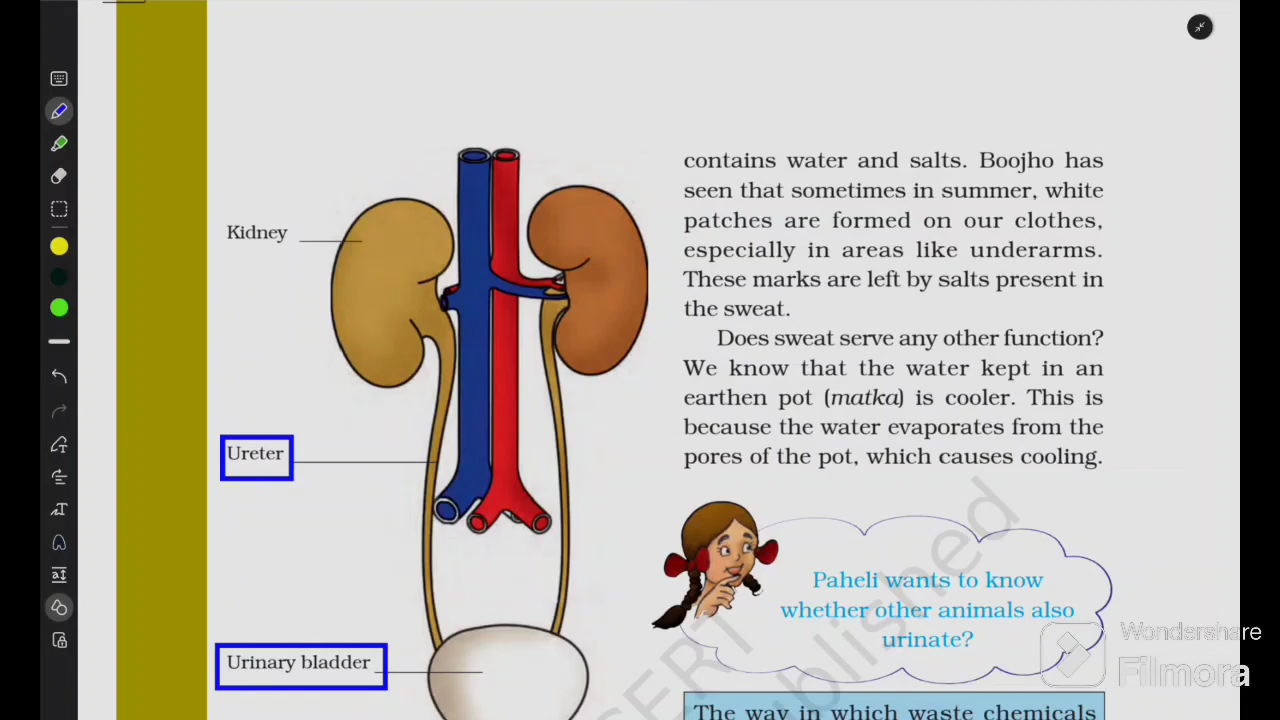 Kidney
Ureter
Urinary bladder
contains water and salts. Boojho has
seen that sometimes in summer, white
patches are formed on our clothes,
especially in areas like underarms.
These marks are left by salts present in
the sweat.
Does sweat serve any other function?
We know that the water kept in an
earthen pot (matka) is cooler. This is
because the water evaporates from the
pores of the pot, which causes cooling.
Paheli wants to know
whether other animals also
urinate?
The way in which waste chemicals
Wondershare
Filmora